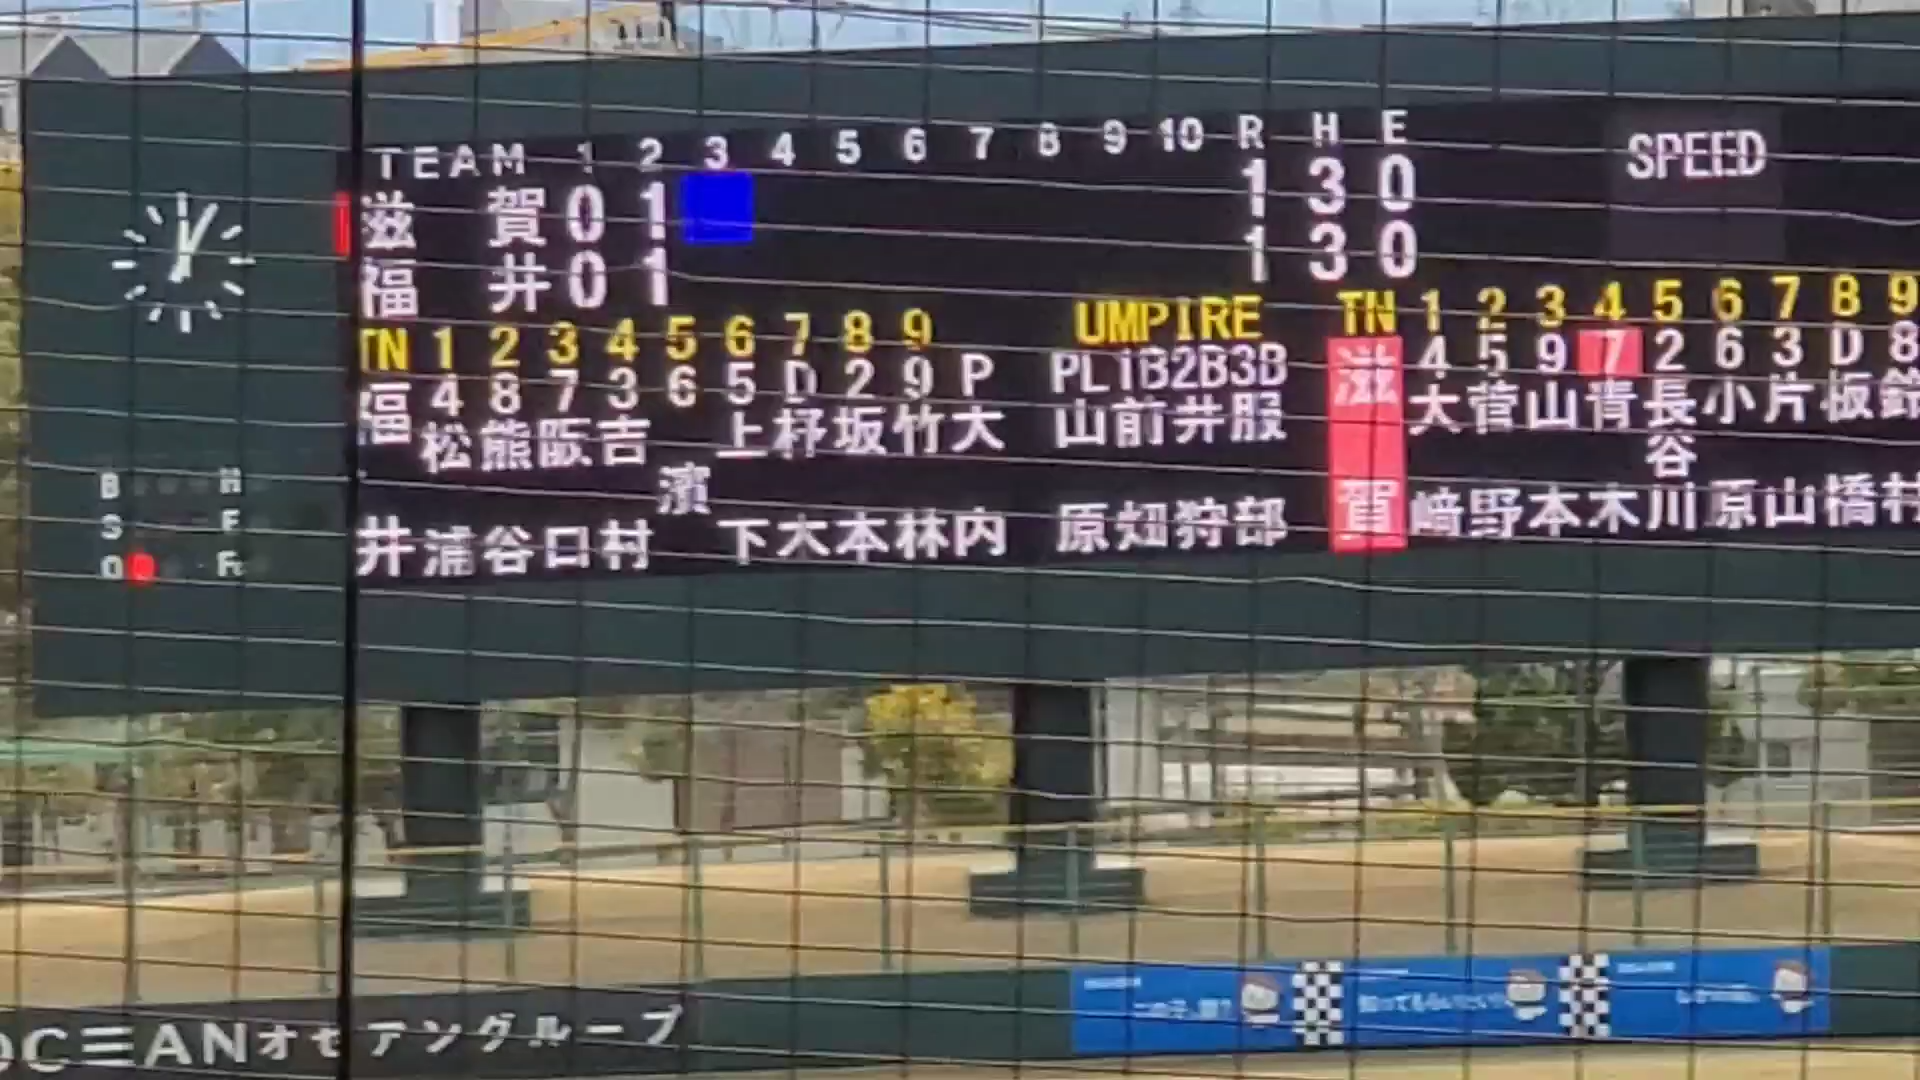 TEAM 1 2 3 4 5 6 7 8 9 10 R H E
滋賀 0 1 1 3 0
福井 0 1 1 3 0
SPEED
TN 1 2 3 4 5 6 7 8 9
福井 4 8 7 3 6 5 D 2 9 P
松浦 熊谷 阪口 吉村 濱 上下 杼大 坂本 竹林 大内
UMPIRE
PL 1B 2B 3B
山原 前畑 井狩 服部
TN 1 2 3 4 5 6 7 8 9
滋賀 4 5 9 7 2 6 3 D 8
大﨑 菅野 山本 青木 長谷川 小原 片山 板橋 鈴村
B H
S E
O Fc
OCEANオセアングループ